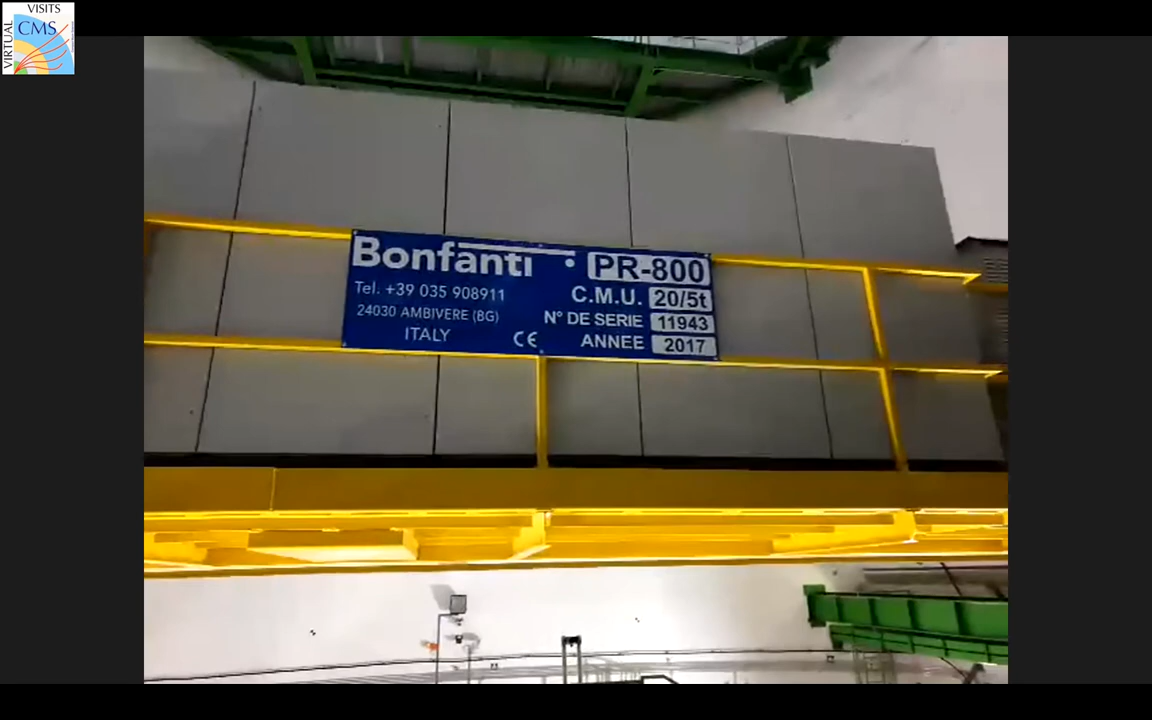 VISITS
CMS
VIRTUAL
Bonfanti
PR-800
Tel. +39 035 908911
C.M.U. 20/5t
24030 AMBIVERE (BG)
N° DE SERIE 11943
ITALY
CE
ANNEE 2017